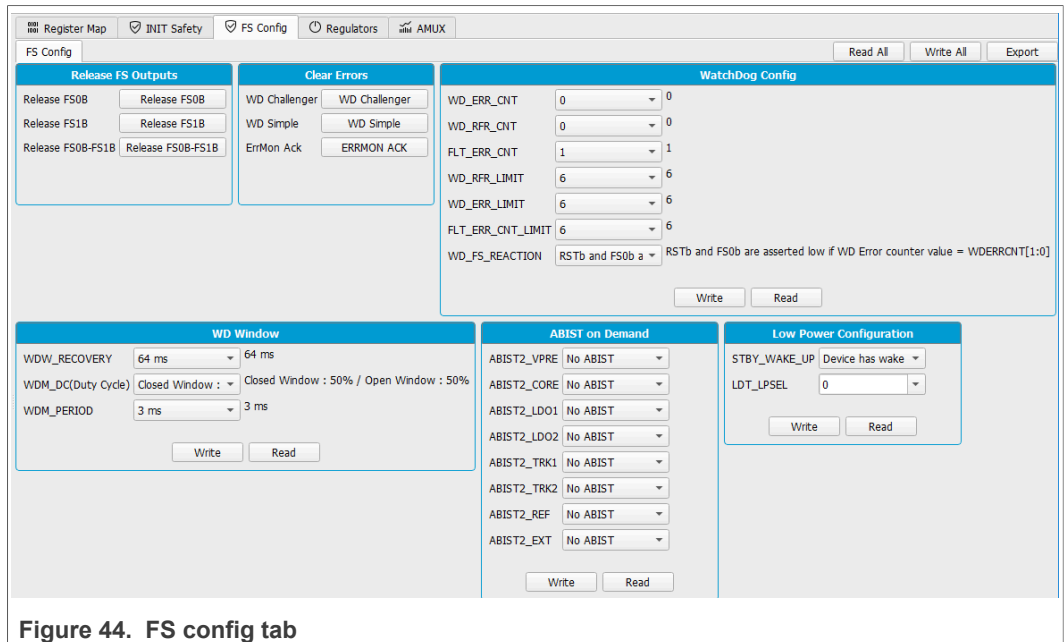 Register Map INIT Safety FS Config Regulators AMUX
FS Config Read All Write All Export
Release FS Outputs
Release FS0B Release FS0B
Release FS1B Release FS1B
Release FS0B-FS1B Release FS0B-FS1B
Clear Errors
WD Challenger WD Challenger
WD Simple WD Simple
ErrMon Ack ERRMON ACK
WatchDog Config
WD_ERR_CNT 0 0
WD_RFR_CNT 0 0
FLT_ERR_CNT 1 1
WD_RFR_LIMIT 6 6
WD_ERR_LIMIT 6 6
FLT_ERR_CNT_LIMIT 6 6
WD_FS_REACTION RSTb and FS0b a RSTb and FS0b are asserted low if WD Error counter value = WDERRCNT[1:0]
Write Read
WD Window
WDW_RECOVERY 64 ms 64 ms
WDM_DC(Duty Cycle) Closed Window : Closed Window : 50% / Open Window : 50%
WDM_PERIOD 3 ms 3 ms
Write Read
ABIST on Demand
ABIST2_VPRE No ABIST
ABIST2_CORE No ABIST
ABIST2_LDO1 No ABIST
ABIST2_LDO2 No ABIST
ABIST2_TRK1 No ABIST
ABIST2_TRK2 No ABIST
ABIST2_REF No ABIST
ABIST2_EXT No ABIST
Write Read
Low Power Configuration
STBY_WAKE_UP Device has wake
LDT_LPSEL 0
Write Read
Figure 44. FS config tab